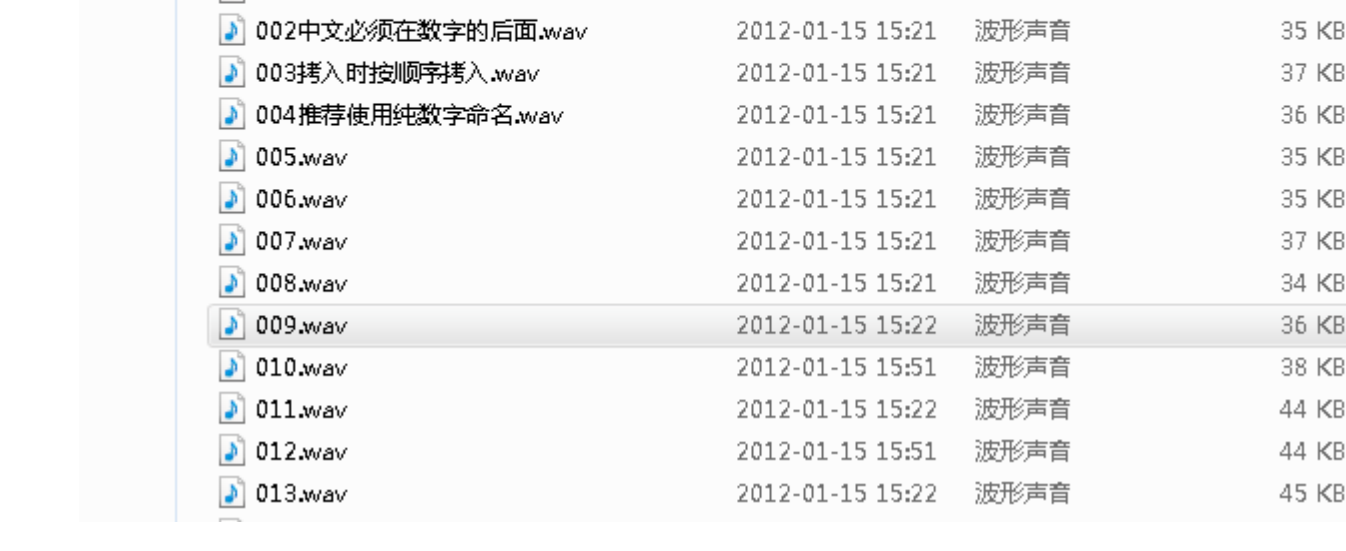 002中文必须在数字的后面.wav 2012-01-15 15:21 波形声音 35 KB
003拷入时按顺序拷入.wav 2012-01-15 15:21 波形声音 37 KB
004推荐使用纯数字命名.wav 2012-01-15 15:21 波形声音 36 KB
005.wav 2012-01-15 15:21 波形声音 35 KB
006.wav 2012-01-15 15:21 波形声音 35 KB
007.wav 2012-01-15 15:21 波形声音 37 KB
008.wav 2012-01-15 15:21 波形声音 34 KB
009.wav 2012-01-15 15:22 波形声音 36 KB
010.wav 2012-01-15 15:51 波形声音 38 KB
011.wav 2012-01-15 15:22 波形声音 44 KB
012.wav 2012-01-15 15:51 波形声音 44 KB
013.wav 2012-01-15 15:22 波形声音 45 KB